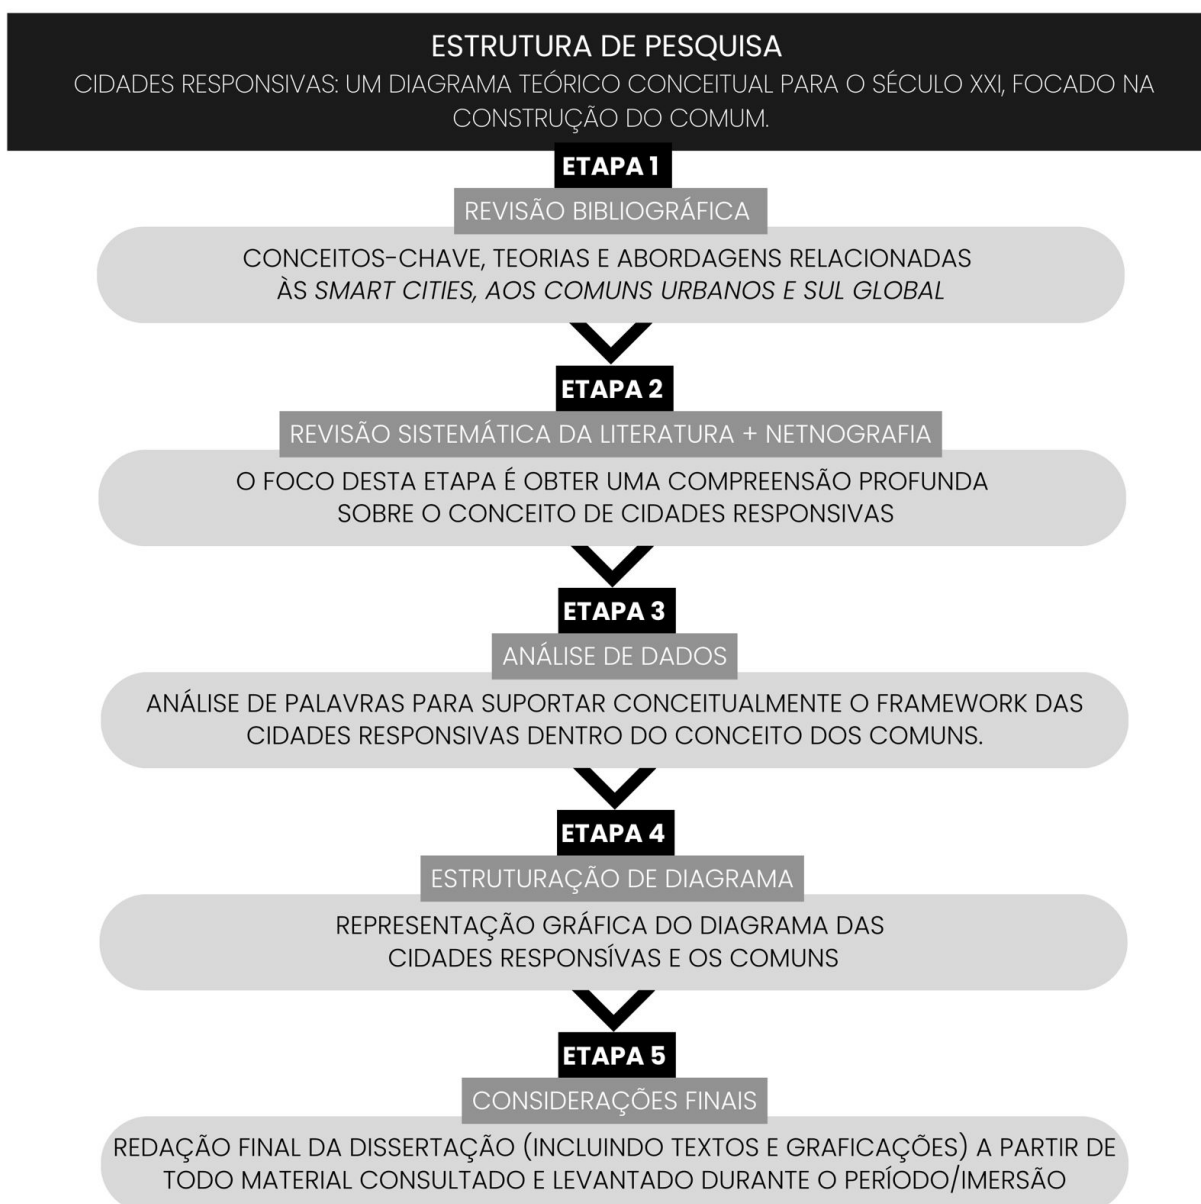 ESTRUTURA DE PESQUISA
CIDADES RESPONSIVAS: UM DIAGRAMA TEÓRICO CONCEITUAL PARA O SÉCULO XXI, FOCADO NA
CONSTRUÇÃO DO COMUM.
ETAPA 1
REVISÃO BIBLIOGRÁFICA
CONCEITOS-CHAVE, TEORIAS E ABORDAGENS RELACIONADAS
ÀS SMART CITIES, AOS COMUNS URBANOS E SUL GLOBAL
ETAPA 2
REVISÃO SISTEMÁTICA DA LITERATURA + NETNOGRAFIA
O FOCO DESTA ETAPA É OBTER UMA COMPREENSÃO PROFUNDA
SOBRE O CONCEITO DE CIDADES RESPONSIVAS
ETAPA 3
ANÁLISE DE DADOS
ANÁLISE DE PALAVRAS PARA SUPORTAR CONCEITUALMENTE O FRAMEWORK DAS
CIDADES RESPONSIVAS DENTRO DO CONCEITO DOS COMUNS.
ETAPA 4
ESTRUTURAÇÃO DE DIAGRAMA
REPRESENTAÇÃO GRÁFICA DO DIAGRAMA DAS
CIDADES RESPONSÍVAS E OS COMUNS
ETAPA 5
CONSIDERAÇÕES FINAIS
REDAÇÃO FINAL DA DISSERTAÇÃO (INCLUINDO TEXTOS E GRAFICAÇÕES) A PARTIR DE
TODO MATERIAL CONSULTADO E LEVANTADO DURANTE O PERÍODO/IMERSÃO